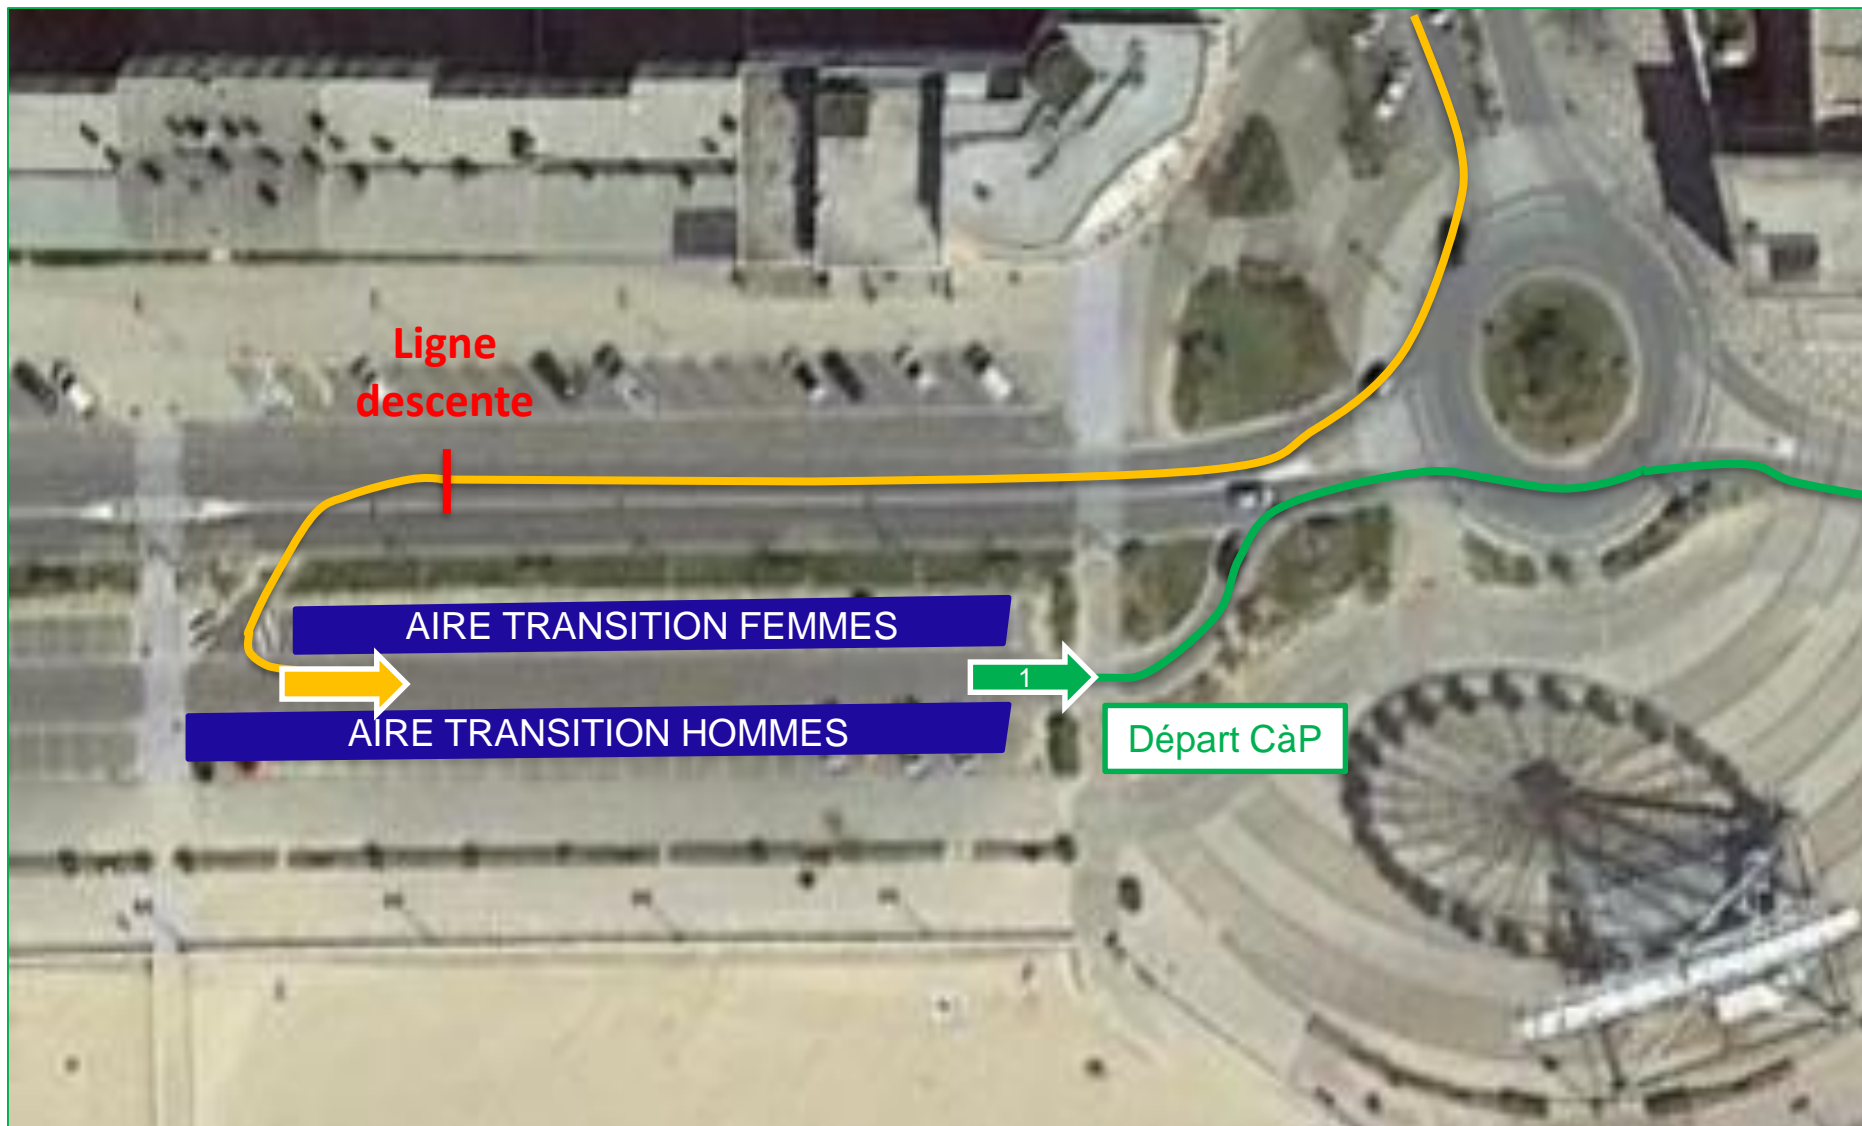 Ligne
descente
AIRE TRANSITION FEMMES
1
AIRE TRANSITION HOMMES
Départ CàP